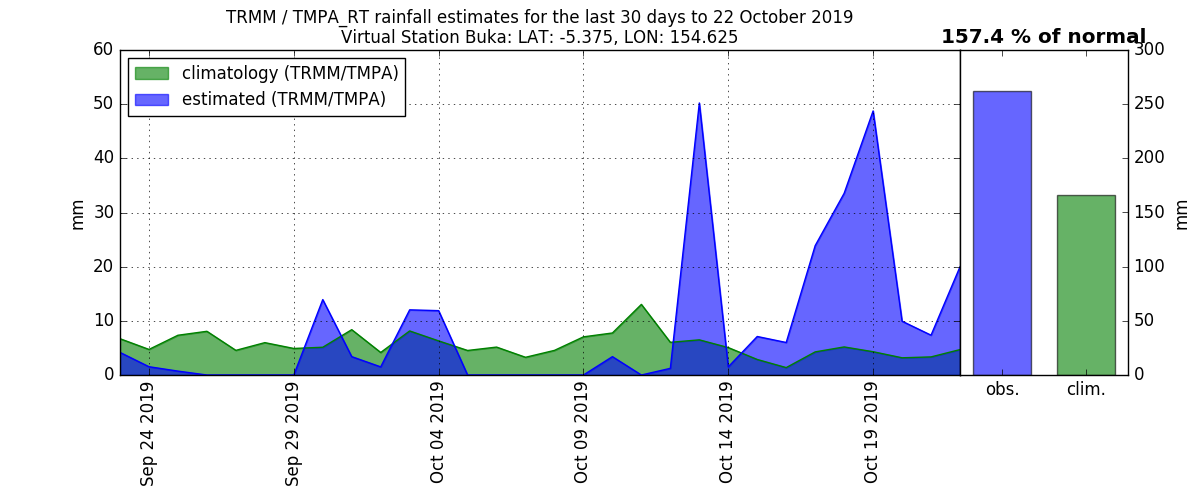 TRMM / TMPA_RT rainfall estimates for the last 30 days to 22 October 2019
Virtual Station Buka: LAT: -5.375, LON: 154.625
157.4 % of normal
climatology (TRMM/TMPA)
estimated (TRMM/TMPA)
60
50
40
30
20
10
0
mm
Sep 24 2019
Sep 29 2019
Oct 04 2019
Oct 09 2019
Oct 14 2019
Oct 19 2019
obs.
clim.
300
250
200
150
100
50
0
mm